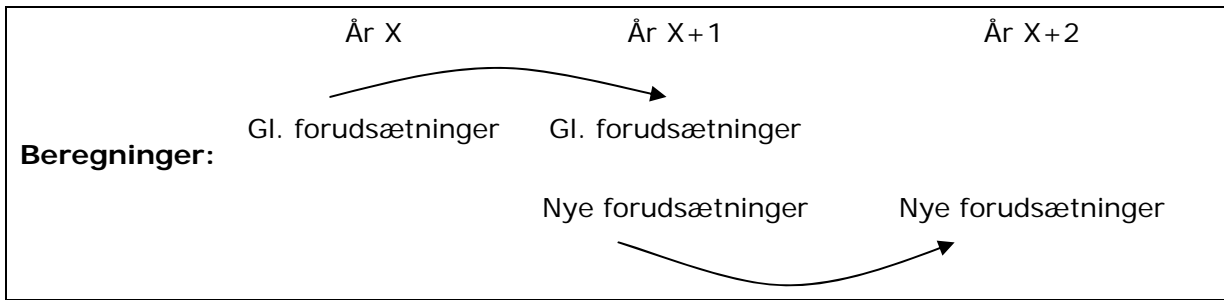 År X År X+1 År X+2
Gl. forudsætninger Gl. forudsætninger
Beregninger:
Nye forudsætninger Nye forudsætninger